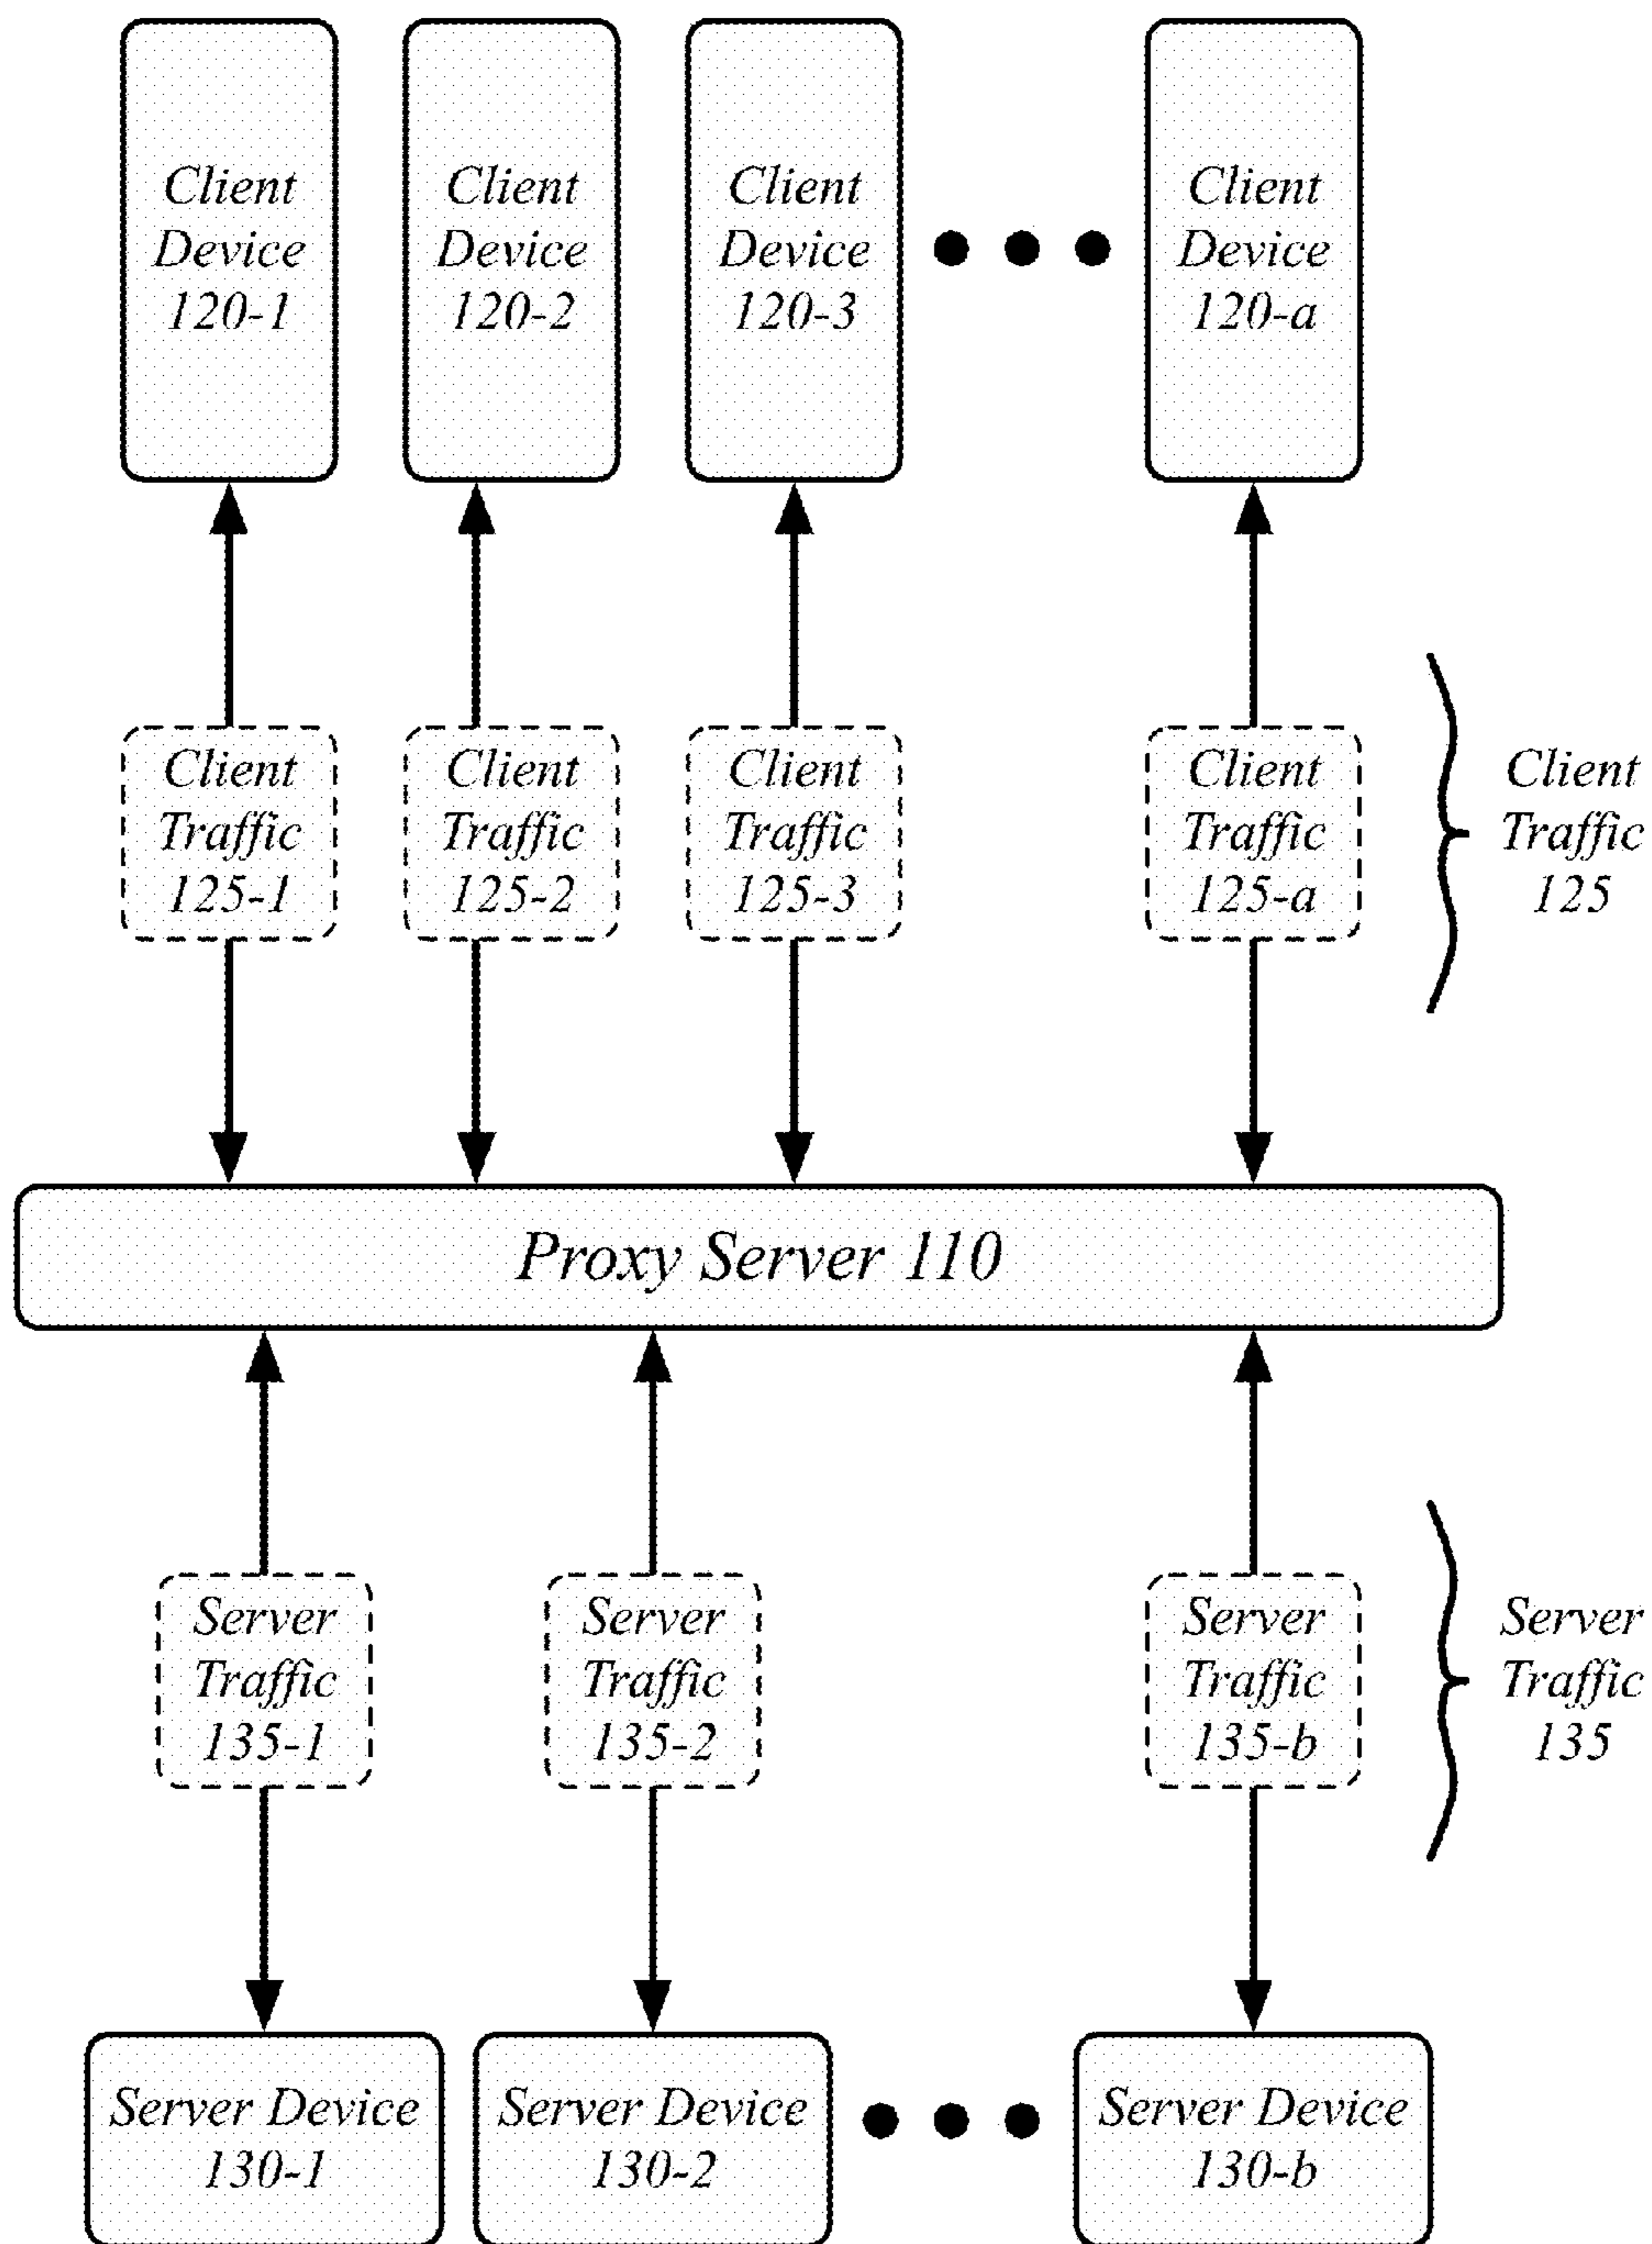 Client
Device
120-1
Client
Device
120-2
Client
Device
120-3
Client
Device
120-a
Client
Traffic
125-1
Client
Traffic
125-2
Client
Traffic
125-3
Client
Traffic
125-a
Client
Traffic
125
Proxy Server 110
Server
Traffic
135-1
Server
Traffic
135-2
Server
Traffic
135-b
Server
Traffic
135
Server Device
130-1
Server Device
130-2
Server Device
130-b